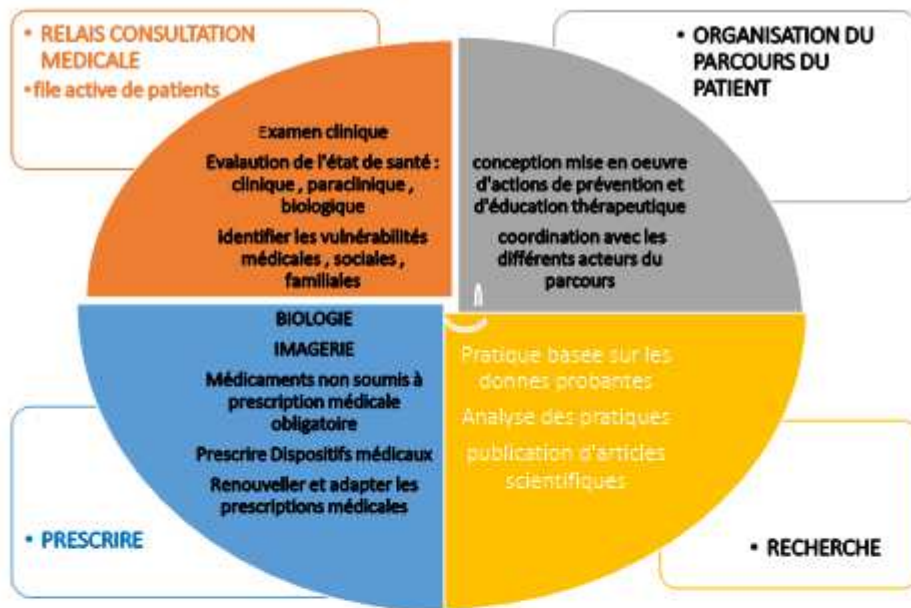 • RELAIS CONSULTATION
MEDICALE
•file active de patients
Examen clinique
Evalaution de l'état de santé :
clinique , paraclinique ,
biologique
identifier les vulnérabilités
médicales , sociales ,
familiales
• ORGANISATION DU
PARCOURS DU
PATIENT
conception mise en oeuvre
d'actions de prévention et
d'éducation thérapeutique
coordination avec les
différents acteurs du
parcours
BIOLOGIE
IMAGERIE
Médicaments non soumis à
prescription médicale
obligatoire
Prescrire Dispositifs médicaux
Renouveller et adapter les
prescriptions médicales
• PRESCRIRE
Pratique basee sur les
donnes probantes
Analyse des pratiques
publication d'articles
scientifiques
• RECHERCHE